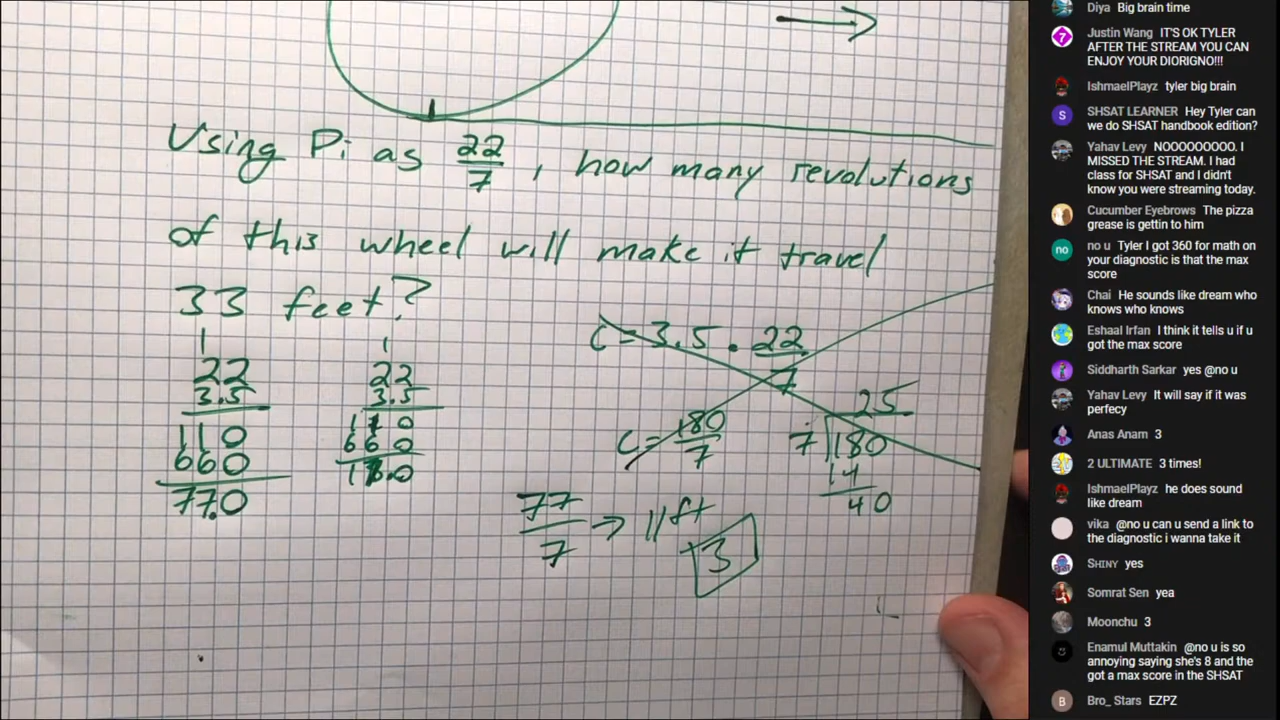 Using Pi as 22/7, how many revolutions
of this wheel will make it travel
33 feet?
1
22
3.5
110
660
77.0
1
22
3.5
660
C = 3.5 · 22/7
C = 180/7
25
7 180
14
40
77/7 → 11 ft
3
Diya Big brain time
Justin Wang IT'S OK TYLER
AFTER THE STREAM YOU CAN
ENJOY YOUR DIORIGNO!!!
IshmaelPlayz tyler big brain
SHSAT LEARNER Hey Tyler can
we do SHSAT handbook edition?
Yahav Levy NOOOOOOOO. I
MISSED THE STREAM. I had
class for SHSAT and I didn't
know you were streaming today.
Cucumber Eyebrows The pizza
grease is gettin to him
no u Tyler I got 360 for math on
your diagnostic is that the max
score
Chai He sounds like dream who
knows who knows
Eshaal Irfan I think it tells u if u
got the max score
Siddharth Sarkar yes @no u
Yahav Levy It will say if it was
perfecy
Anas Anam 3
2 ULTIMATE 3 times!
IshmaelPlayz he does sound
like dream
vika @no u can u send a link to
the diagnostic i wanna take it
SHINY yes
Somrat Sen yea
Moonchu 3
Enamul Muttakin @no u is so
annoying saying she's 8 and the
got a max score in the SHSAT
Bro_ Stars EZPZ